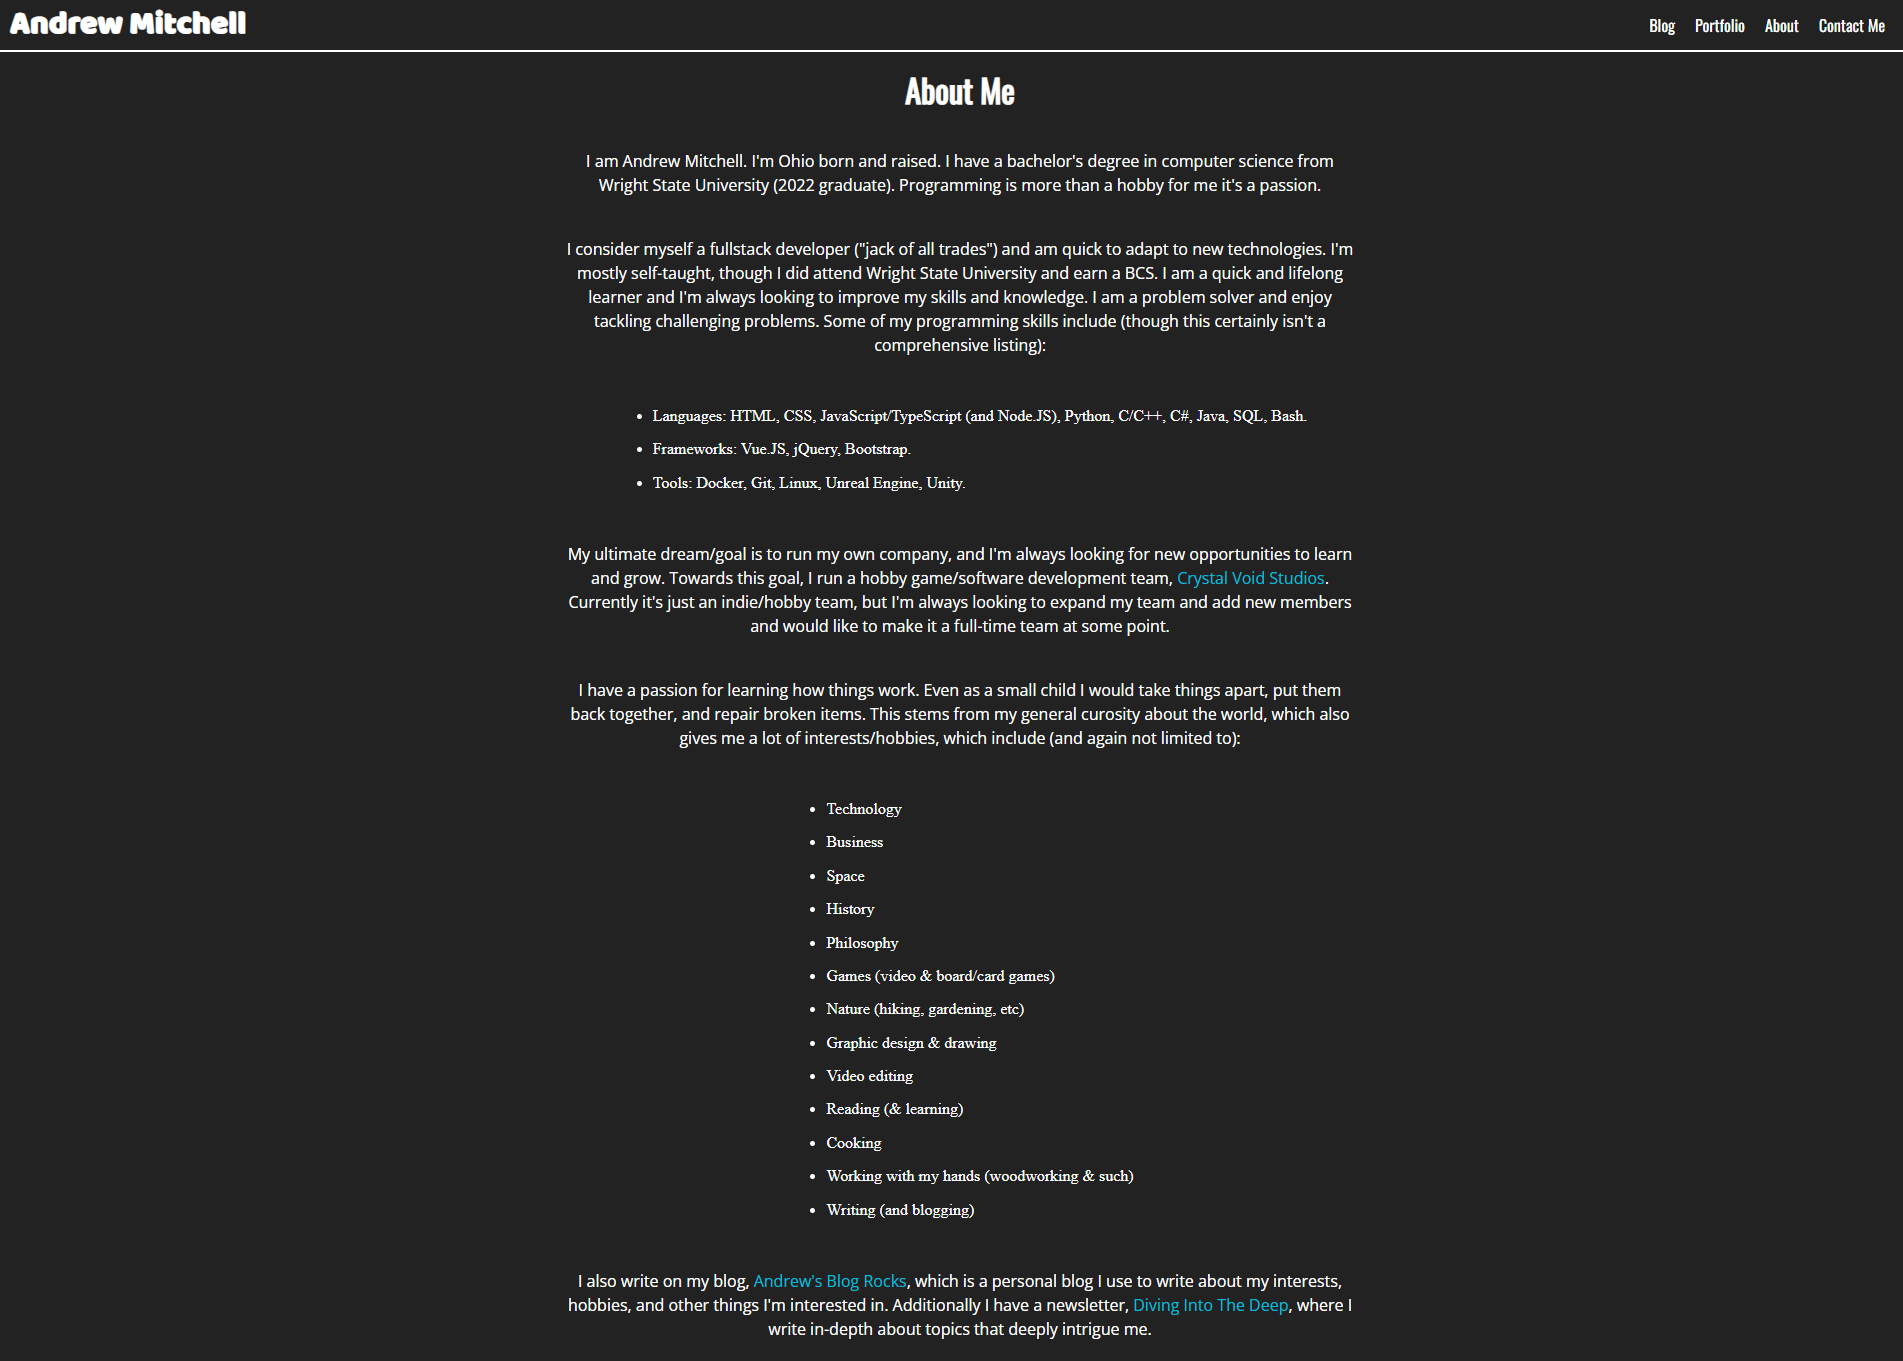 Andrew Mitchell
Blog Portfolio About Contact Me
About Me
I am Andrew Mitchell. I'm Ohio born and raised. I have a bachelor's degree in computer science from
Wright State University (2022 graduate). Programming is more than a hobby for me it's a passion.
I consider myself a fullstack developer ("jack of all trades") and am quick to adapt to new technologies. I'm
mostly self-taught, though I did attend Wright State University and earn a BCS. I am a quick and lifelong
learner and I'm always looking to improve my skills and knowledge. I am a problem solver and enjoy
tackling challenging problems. Some of my programming skills include (though this certainly isn't a
comprehensive listing):
• Languages: HTML, CSS, JavaScript/TypeScript (and Node.JS), Python, C/C++, C#, Java, SQL, Bash.
• Frameworks: Vue.JS, jQuery, Bootstrap.
• Tools: Docker, Git, Linux, Unreal Engine, Unity.
My ultimate dream/goal is to run my own company, and I'm always looking for new opportunities to learn
and grow. Towards this goal, I run a hobby game/software development team, Crystal Void Studios.
Currently it's just an indie/hobby team, but I'm always looking to expand my team and add new members
and would like to make it a full-time team at some point.
I have a passion for learning how things work. Even as a small child I would take things apart, put them
back together, and repair broken items. This stems from my general curosity about the world, which also
gives me a lot of interests/hobbies, which include (and again not limited to):
• Technology
• Business
• Space
• History
• Philosophy
• Games (video & board/card games)
• Nature (hiking, gardening, etc)
• Graphic design & drawing
• Video editing
• Reading (& learning)
• Cooking
• Working with my hands (woodworking & such)
• Writing (and blogging)
I also write on my blog, Andrew's Blog Rocks, which is a personal blog I use to write about my interests,
hobbies, and other things I'm interested in. Additionally I have a newsletter, Diving Into The Deep, where I
write in-depth about topics that deeply intrigue me.